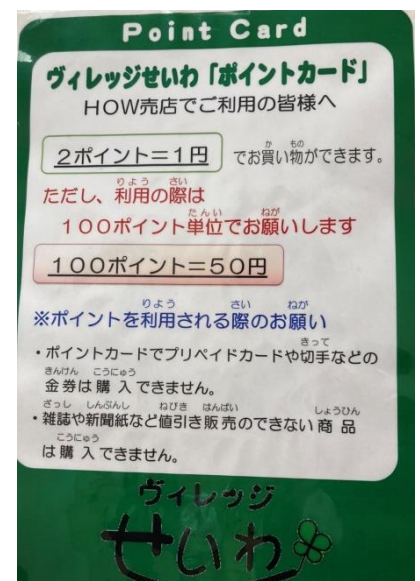 Point Card
ヴィレッジせいわ「ポイントカード」
HOW売店でご利用の皆様へ
２ポイント＝１円 でお買い物ができます。
ただし、利用の際は
１００ポイント単位でお願いします
１００ポイント＝５０円
※ポイントを利用される際のお願い
・ポイントカードでプリペイドカードや切手などの
金券は購入できません。
・雑誌や新聞紙など値引き販売のできない商品
は購入できません。
ヴィレッジ
せいわ